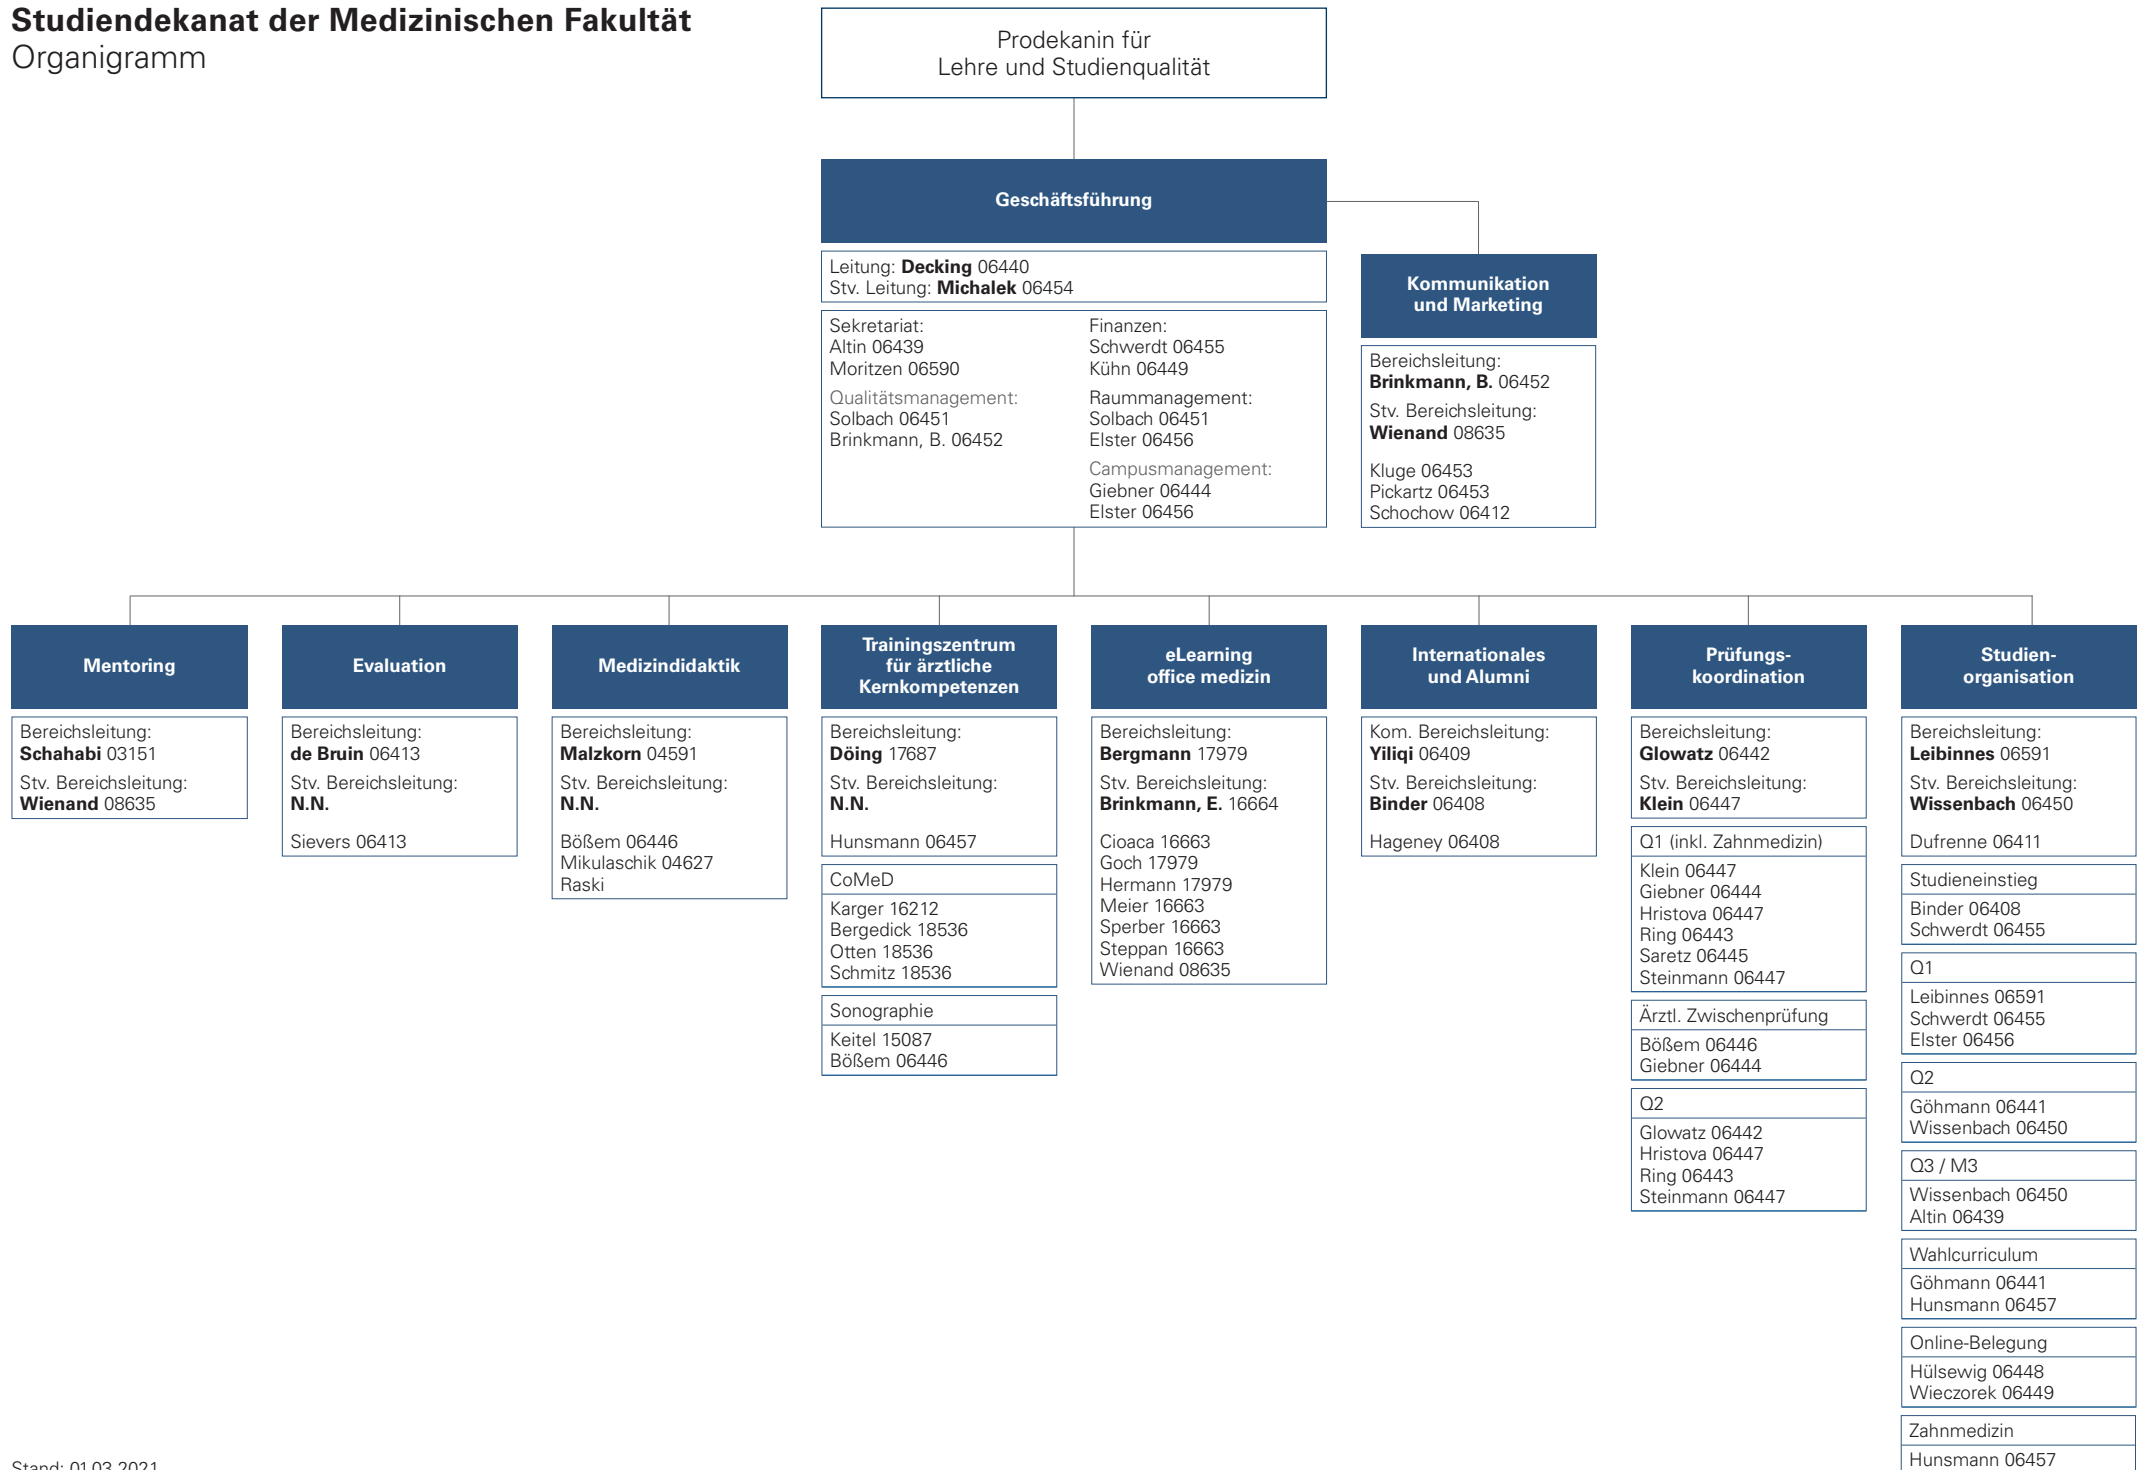 Studiendekanat der Medizinischen Fakultät
Organigramm
Prodekanin für
Lehre und Studienqualität
Geschäftsführung
Leitung: Decking 06440
Stv. Leitung: Michalek 06454
Sekretariat:
Altin 06439
Moritzen 06590
Qualitätsmanagement:
Solbach 06451
Brinkmann, B. 06452
Finanzen:
Schwerdt 06455
Kühn 06449
Raummanagement:
Solbach 06451
Elster 06456
Campusmanagement:
Giebner 06444
Elster 06456
Kommunikation
und Marketing
Bereichsleitung:
Brinkmann, B. 06452
Stv. Bereichsleitung:
Wienand 08635
Kluge 06453
Pickartz 06453
Schochow 06412
Mentoring
Bereichsleitung:
Schahabi 03151
Stv. Bereichsleitung:
Wienand 08635
Evaluation
Bereichsleitung:
de Bruin 06413
Stv. Bereichsleitung:
N.N.
Sievers 06413
Medizindidaktik
Bereichsleitung:
Malzkorn 04591
Stv. Bereichsleitung:
N.N.
Bößem 06446
Mikulaschik 04627
Raski
Trainingszentrum
für ärztliche
Kernkompetenzen
Bereichsleitung:
Döing 17687
Stv. Bereichsleitung:
N.N.
Hunsmann 06457
CoMeD
Karger 16212
Bergedick 18536
Otten 18536
Schmitz 18536
Sonographie
Keitel 15087
Bößem 06446
eLearning
office medizin
Bereichsleitung:
Bergmann 17979
Stv. Bereichsleitung:
Brinkmann, E. 16664
Cioaca 16663
Goch 17979
Hermann 17979
Meier 16663
Sperber 16663
Steppan 16663
Wienand 08635
Internationales
und Alumni
Kom. Bereichsleitung:
Yiliqi 06409
Stv. Bereichsleitung:
Binder 06408
Hageney 06408
Prüfungs-
koordination
Bereichsleitung:
Glowatz 06442
Stv. Bereichsleitung:
Klein 06447
Q1 (inkl. Zahnmedizin)
Klein 06447
Giebner 06444
Hristova 06447
Ring 06443
Saretz 06445
Steinmann 06447
Ärztl. Zwischenprüfung
Bößem 06446
Giebner 06444
Q2
Glowatz 06442
Hristova 06447
Ring 06443
Steinmann 06447
Studien-
organisation
Bereichsleitung:
Leibinnes 06591
Stv. Bereichsleitung:
Wissenbach 06450
Dufrenne 06411
Studieneinstieg
Binder 06408
Schwerdt 06455
Q1
Leibinnes 06591
Schwerdt 06455
Elster 06456
Q2
Göhmann 06441
Wissenbach 06450
Q3 / M3
Wissenbach 06450
Altin 06439
Wahlcurriculum
Göhmann 06441
Hunsmann 06457
Online-Belegung
Hülsewig 06448
Wieczorek 06449
Zahnmedizin
Hunsmann 06457
Stand: 01.03.2021